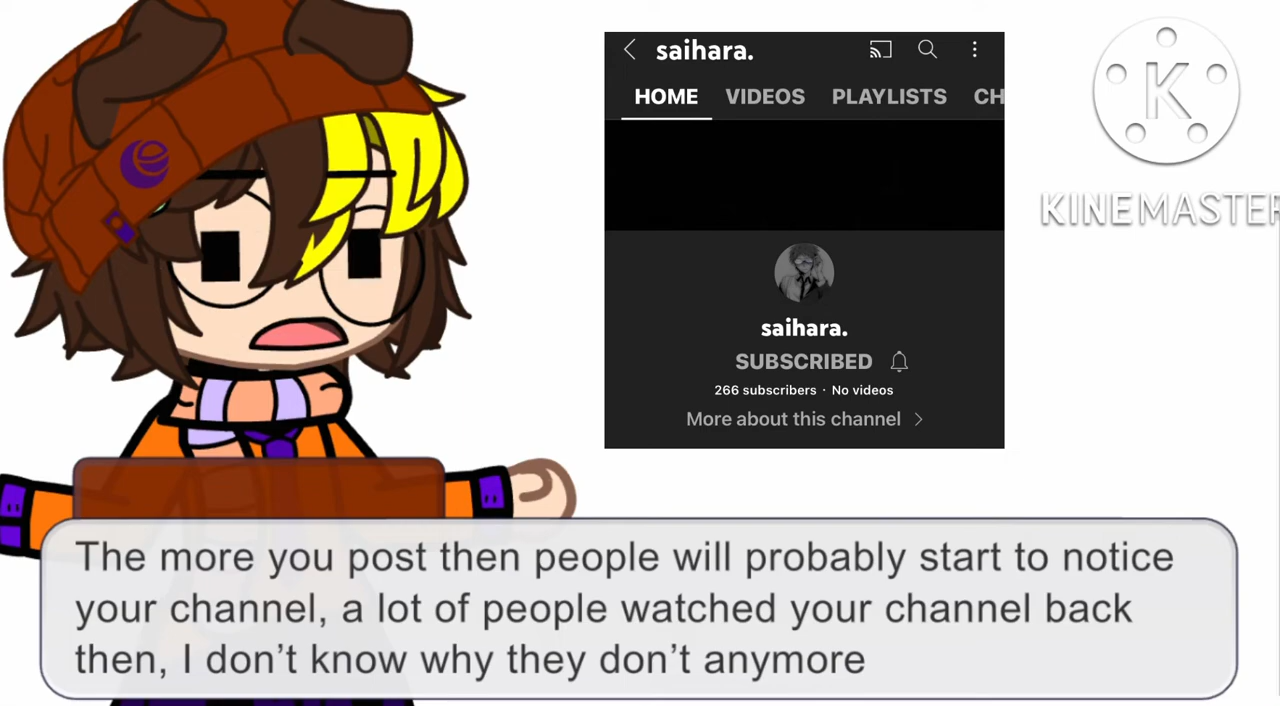 saihara.
HOME VIDEOS PLAYLISTS CH
saihara.
SUBSCRIBED
266 subscribers · No videos
More about this channel
K
KINEMASTER
The more you post then people will probably start to notice
your channel, a lot of people watched your channel back
then, I don't know why they don't anymore